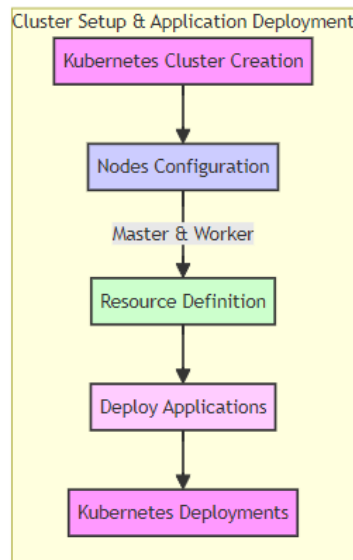 Cluster Setup & Application Deployment
Kubernetes Cluster Creation
Nodes Configuration
Master & Worker
Resource Definition
Deploy Applications
Kubernetes Deployments